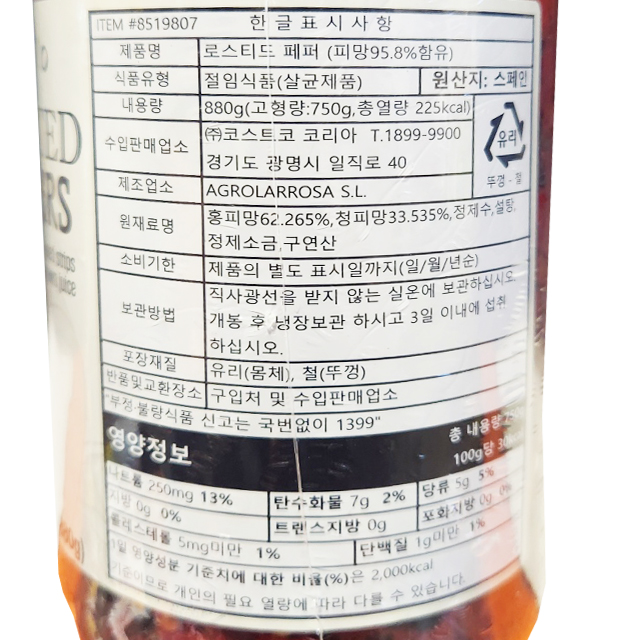 ITEM #8519807 한글표시사항
제품명 로스티드 페퍼 (피망95.8%함유)
식품유형 절임식품(살균제품) 원산지: 스페인
내용량 880g(고형량:750g,총열량 225kcal)
수입판매업소 ㈜코스트코 코리아 T.1899-9900
경기도 광명시 일직로 40
유리
뚜껑 - 철
제조업소 AGROLARROSA S.L.
원재료명 홍피망62.265%,청피망33.535%,정제수,설탕,
정제소금,구연산
소비기한 제품의 별도 표시일까지(일/월/년순)
보관방법 직사광선을 받지 않는 실온에 보관하십시오.
개봉 후 냉장보관 하시고 3일 이내에 섭취
하십시오.
포장재질 유리(몸체), 철(뚜껑)
반품및교환장소 구입처 및 수입판매업소
"부정·불량식품 신고는 국번없이 1399"
영양정보 총 내용량
100g당
나트륨 250mg 13% 탄수화물 7g 2% 당류 5g 5%
지방 0g 0% 트랜스지방 0g 포화지방 0g 0%
콜레스테롤 5mg미만 1% 단백질 1g미만 1%
1일 영양성분 기준치에 대한 비율(%)은 2,000kcal
기준이므로 개인의 필요 열량에 따라 다를 수 있습니다.
ED
ERS
strips
juice